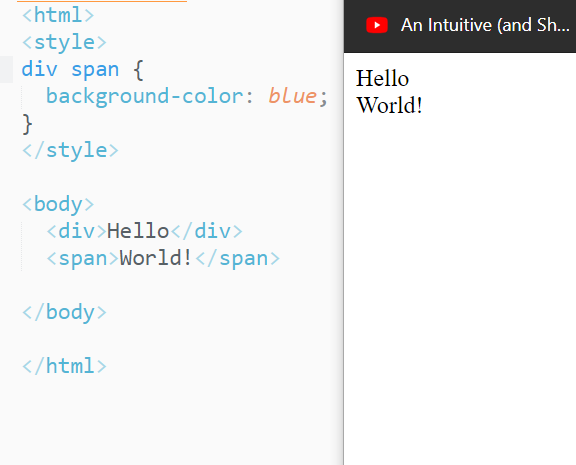 <html>
<style>
div span {
  background-color: blue;
}
</style>
<body>
  <div>Hello</div>
  <span>World!</span>
</body>
</html>
An Intuitive (and Sh...
Hello
World!